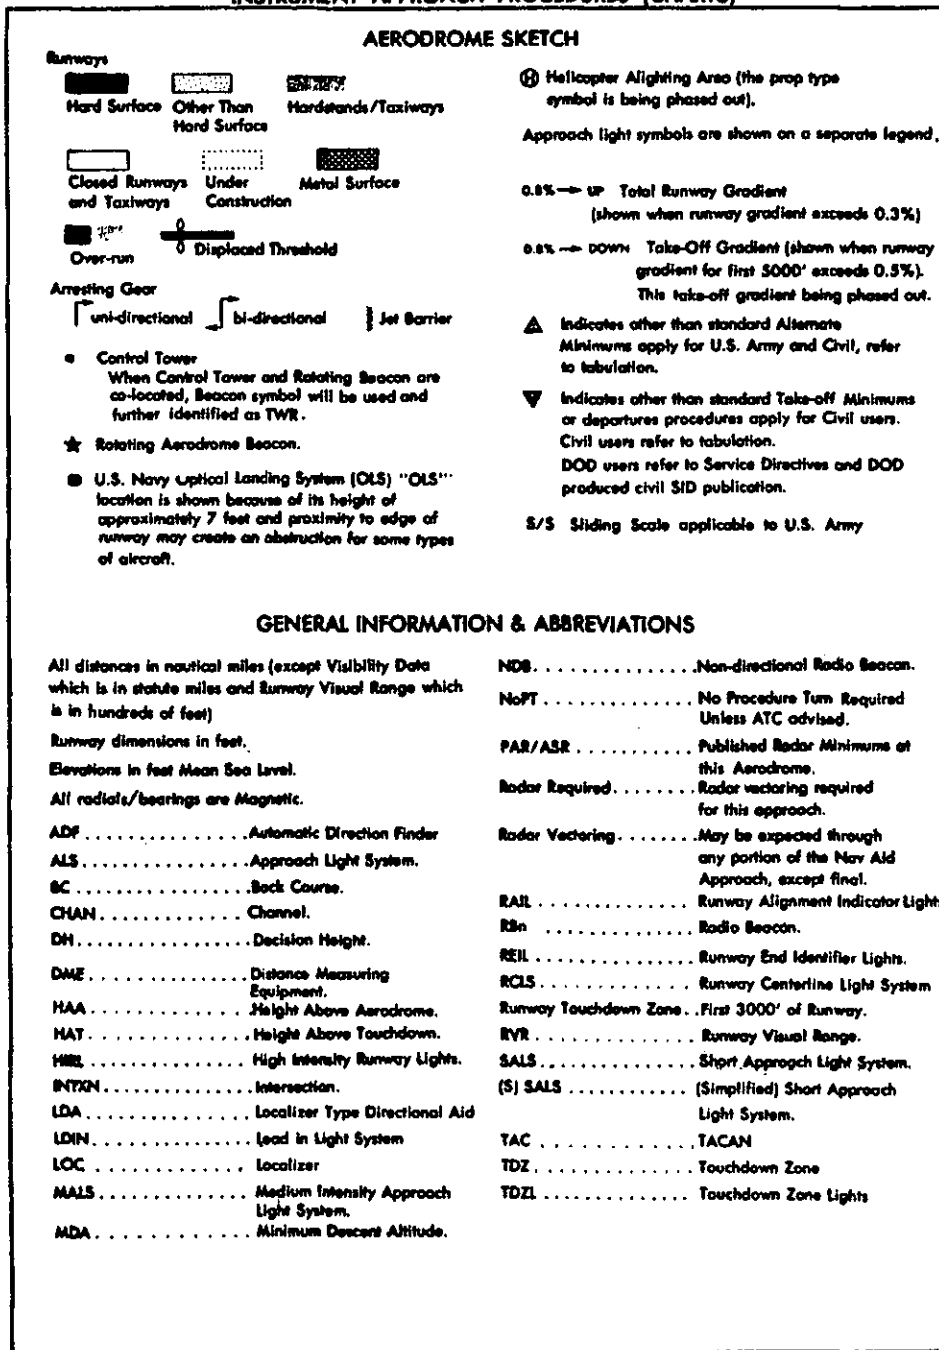 INSTRUMENT APPROACH PROCEDURES (CHARTS)
AERODROME SKETCH
Runways
Hard Surface
Other Than
Hard Surface
Hardstands/Taxiways
Closed Runways
and Taxiways
Under
Construction
Metal Surface
Over-run
Displaced Threshold
Arresting Gear
uni-directional
bi-directional
Jet Barrier
Control Tower
When Control Tower and Rotating Beacon are
co-located, Beacon symbol will be used and
further identified as TWR.
Rotating Aerodrome Beacon.
U.S. Navy Optical Landing System (OLS) "OLS"
location is shown because of its height of
approximately 7 feet and proximity to edge of
runway may create an obstruction for some types
of aircraft.
H Helicopter Alighting Area (the prop type
symbol is being phased out).
Approach light symbols are shown on a separate legend.
0.8% → UP Total Runway Gradient
(shown when runway gradient exceeds 0.3%)
0.8% → DOWN Take-Off Gradient (shown when runway
gradient for first 5000' exceeds 0.5%).
This take-off gradient being phased out.
A Indicates other than standard Alternate
Minimums apply for U.S. Army and Civil, refer
to tabulation.
T Indicates other than standard Take-off Minimums
or departures procedures apply for Civil users.
Civil users refer to tabulation.
DOD users refer to Service Directives and DOD
produced civil SID publication.
S/S Sliding Scale applicable to U.S. Army
GENERAL INFORMATION & ABBREVIATIONS
All distances in nautical miles (except Visibility Data
which is in statute miles and Runway Visual Range which
is in hundreds of feet)
Runway dimensions in feet.
Elevations in feet Mean Sea Level.
All radials/bearings are Magnetic.
ADF . . . . . . . . . . . . . . . Automatic Direction Finder
ALS . . . . . . . . . . . . . . . Approach Light System.
BC . . . . . . . . . . . . . . . Back Course.
CHAN . . . . . . . . . . . . . Channel.
DH . . . . . . . . . . . . . . . Decision Height.
DME . . . . . . . . . . . . . . Distance Measuring
Equipment.
HAA . . . . . . . . . . . . . . Height Above Aerodrome.
HAT . . . . . . . . . . . . . . Height Above Touchdown.
HIRL . . . . . . . . . . . . . . High Intensity Runway Lights.
INTXN . . . . . . . . . . . . . Intersection.
LDA . . . . . . . . . . . . . . Localizer Type Directional Aid
LDIN . . . . . . . . . . . . . . Lead in Light System
LOC . . . . . . . . . . . . . Localizer
MALS . . . . . . . . . . . . . . Medium Intensity Approach
Light System.
MDA . . . . . . . . . . . . . Minimum Descent Altitude.
NDB . . . . . . . . . . . . . . Non-directional Radio Beacon.
NoPT . . . . . . . . . . . . . . No Procedure Turn Required
Unless ATC advised.
PAR/ASR . . . . . . . . . . . Published Radar Minimums at
this Aerodrome.
Radar Required . . . . . . . . Radar vectoring required
for this approach.
Radar Vectoring . . . . . . . . May be expected through
any portion of the Nav Aid
Approach, except final.
RAIL . . . . . . . . . . . . . . Runway Alignment Indicator Lights
RBn . . . . . . . . . . . . . Radio Beacon.
REIL . . . . . . . . . . . . . . Runway End Identifier Lights.
RCLS . . . . . . . . . . . . . Runway Centerline Light System
Runway Touchdown Zone . . First 3000' of Runway.
RVR . . . . . . . . . . . . . . Runway Visual Range.
SALS . . . . . . . . . . . . . . Short Approach Light System.
(S) SALS . . . . . . . . . . . (Simplified) Short Approach
Light System.
TAC . . . . . . . . . . . . . TACAN
TDZ . . . . . . . . . . . . . . Touchdown Zone
TDZL . . . . . . . . . . . . . Touchdown Zone Lights